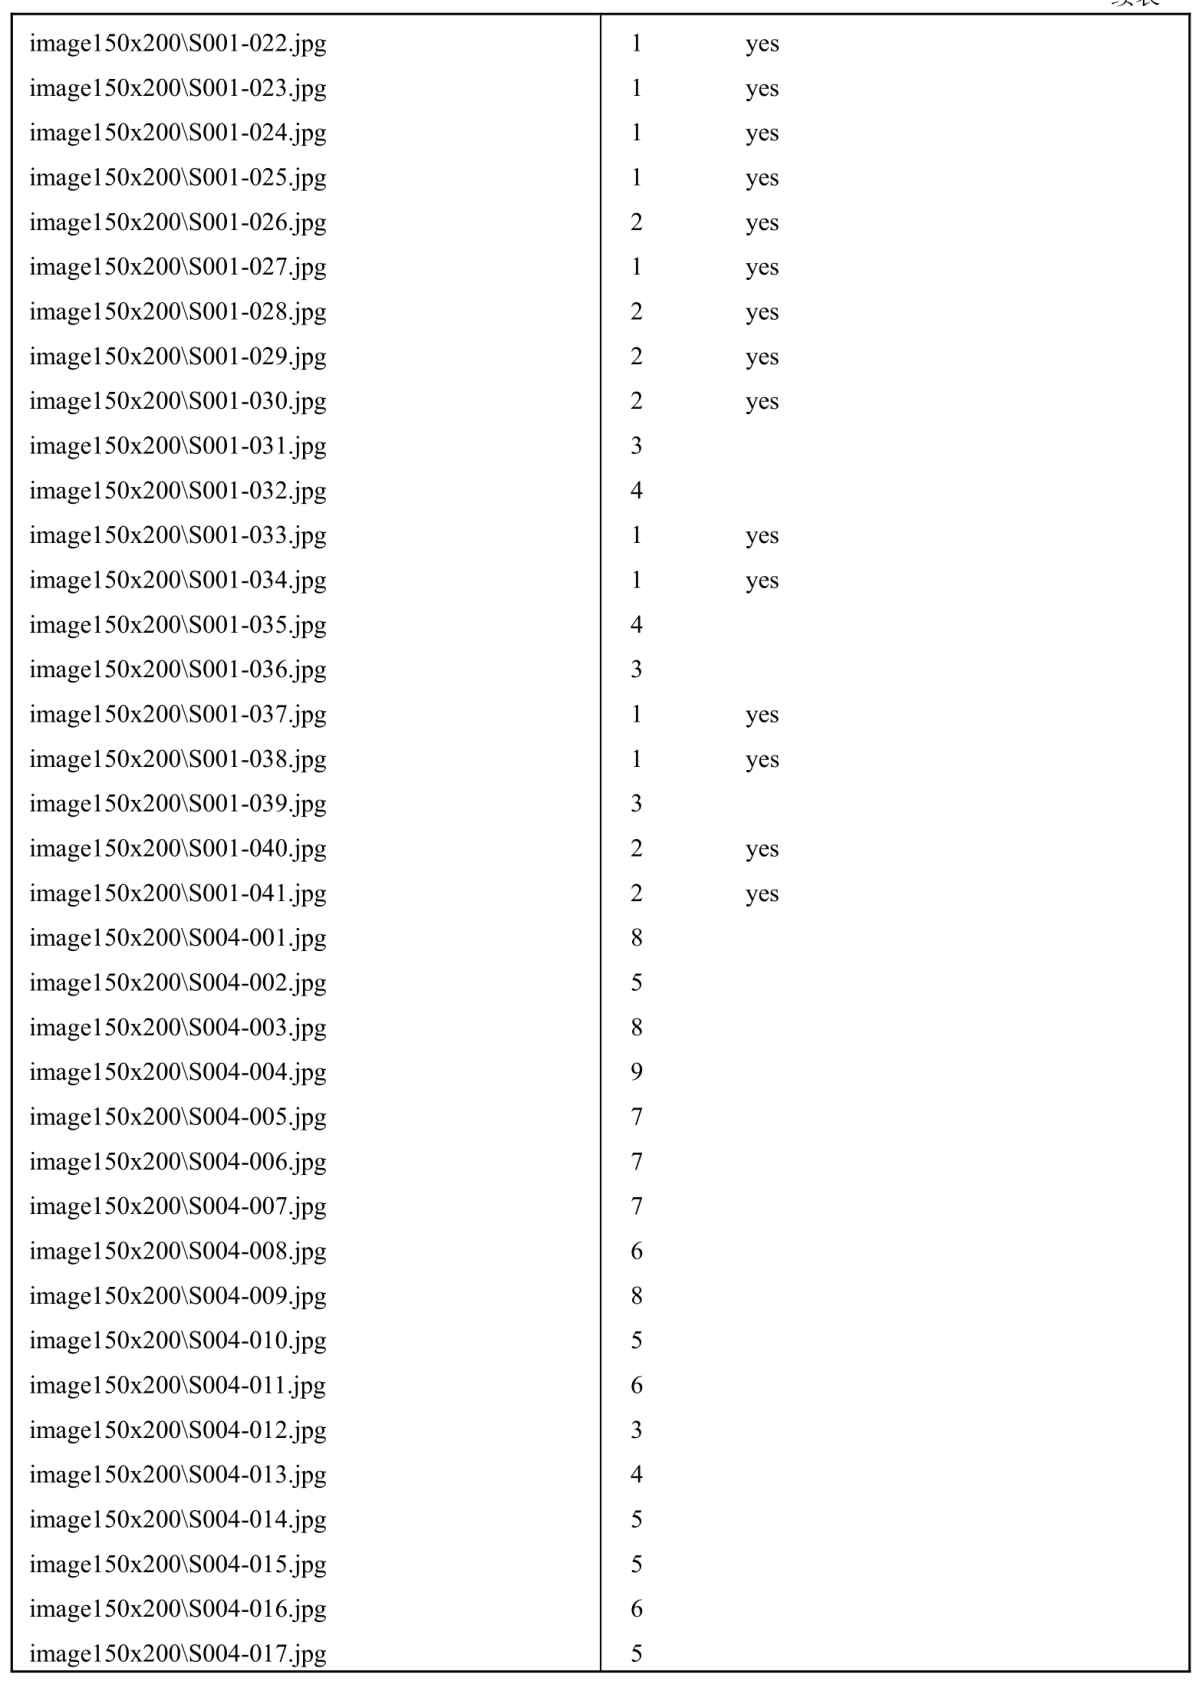 image150x200\S001-022.jpg 1 yes
image150x200\S001-023.jpg 1 yes
image150x200\S001-024.jpg 1 yes
image150x200\S001-025.jpg 1 yes
image150x200\S001-026.jpg 2 yes
image150x200\S001-027.jpg 1 yes
image150x200\S001-028.jpg 2 yes
image150x200\S001-029.jpg 2 yes
image150x200\S001-030.jpg 2 yes
image150x200\S001-031.jpg 3
image150x200\S001-032.jpg 4
image150x200\S001-033.jpg 1 yes
image150x200\S001-034.jpg 1 yes
image150x200\S001-035.jpg 4
image150x200\S001-036.jpg 3
image150x200\S001-037.jpg 1 yes
image150x200\S001-038.jpg 1 yes
image150x200\S001-039.jpg 3
image150x200\S001-040.jpg 2 yes
image150x200\S001-041.jpg 2 yes
image150x200\S004-001.jpg 8
image150x200\S004-002.jpg 5
image150x200\S004-003.jpg 8
image150x200\S004-004.jpg 9
image150x200\S004-005.jpg 7
image150x200\S004-006.jpg 7
image150x200\S004-007.jpg 7
image150x200\S004-008.jpg 6
image150x200\S004-009.jpg 8
image150x200\S004-010.jpg 5
image150x200\S004-011.jpg 6
image150x200\S004-012.jpg 3
image150x200\S004-013.jpg 4
image150x200\S004-014.jpg 5
image150x200\S004-015.jpg 5
image150x200\S004-016.jpg 6
image150x200\S004-017.jpg 5